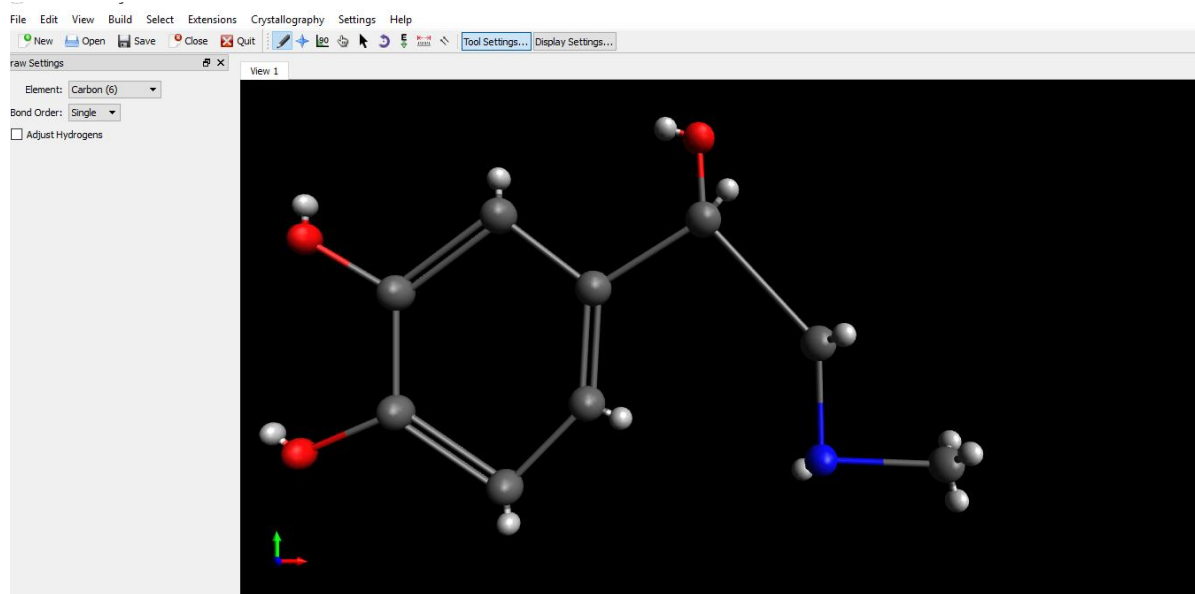 File Edit View Build Select Extensions Crystallography Settings Help
New Open Save Close Quit 90 E Tool Settings... Display Settings...
raw Settings
View 1
Element: Carbon (6)
Bond Order: Single
Adjust Hydrogens